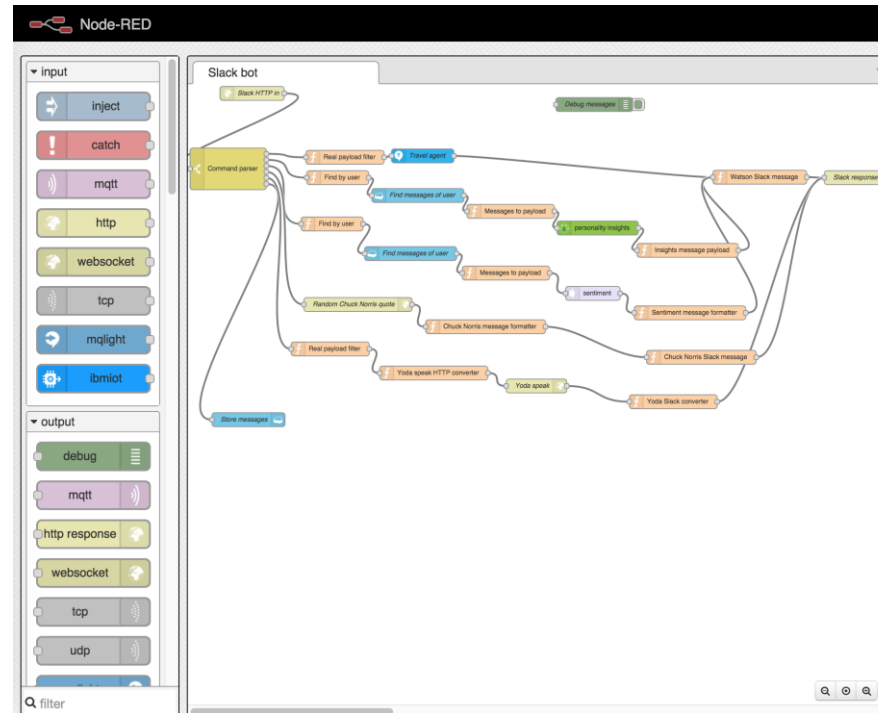 Node-RED
input
inject
catch
mqtt
http
websocket
tcp
mqlight
ibmiot
output
debug
mqtt
http response
websocket
tcp
udp
filter
Slack bot
Slack HTTP in
Debug messages
Command parser
Real payload filter
Travel agent
Find by user
Find messages of user
Messages to payload
personality insights
Insights message payload
Watson Slack message
Slack response
Find by user
Find messages of user
Messages to payload
sentiment
Sentiment message formatter
Random Chuck Norris quote
Chuck Norris message formatter
Chuck Norris Slack message
Real payload filter
Yoda speak HTTP converter
Yoda speak
Yoda Slack converter
Store messages